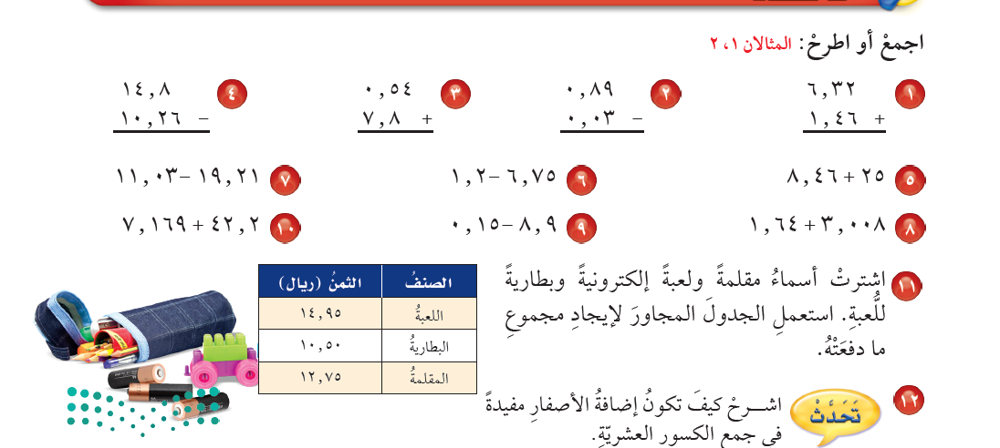 اجمعْ أو اطرحْ: المثالان ١، ٢
١ ٦,٣٢ + ١,٤٦
٢ ٠,٨٩ − ٠,٠٣
٣ ٠,٥٤ + ٧,٨
٤ ١٤,٨ − ١٠,٢٦
٥ ٢٥ + ٨,٤٦
٦ ٦,٧٥ − ١,٢
٧ ١٩,٢١ − ١١,٠٣
٨ ٣,٠٠٨ + ١,٦٤
٩ ٨,٩ − ٠,١٥
١٠ ٤٢,٢ + ٧,١٦٩
١١ اشترتْ أسماءُ مقلمةً ولعبةً إلكترونيةً وبطاريةً
للُّعبةِ. استعملِ الجدولَ المجاورَ لإيجادِ مجموعِ
ما دفعَتْهُ.
الصنفُ الثمنُ (ريال)
اللعبةُ ١٤,٩٥
البطاريةُ ١٠,٥٠
المقلمةُ ١٢,٧٥
١٢ تَحَدَّثْ اشـرحْ كيفَ تكونُ إضافةُ الأصفارِ مفيدةً
في جمعِ الكسور العشريّةِ.